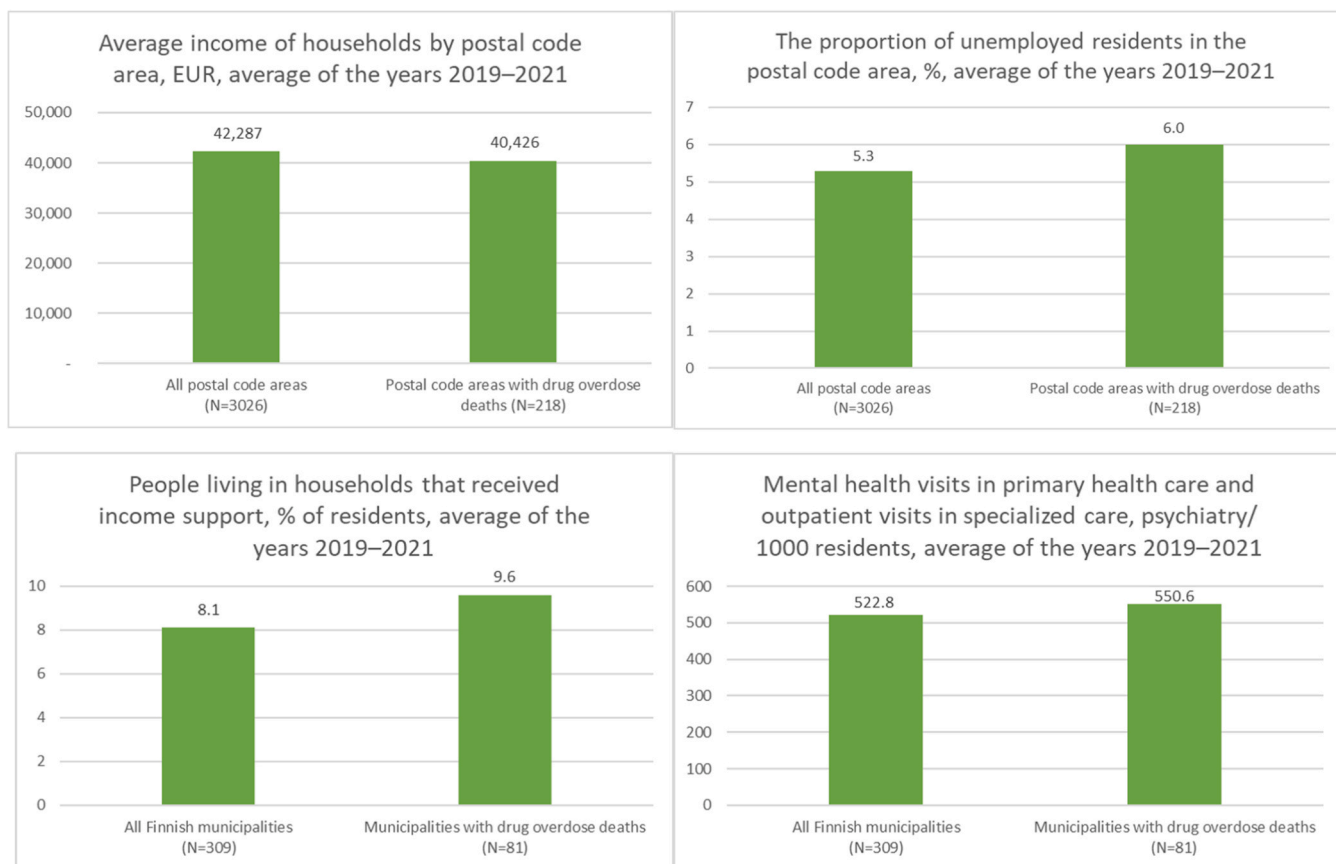 Average income of households by postal code
area, EUR, average of the years 2019–2021
50,000
40,000
30,000
20,000
10,000
-
42,287
40,426
All postal code areas
(N=3026)
Postal code areas with drug overdose
deaths (N=218)
The proportion of unemployed residents in the
postal code area, %, average of the years 2019–2021
7
6
5
4
3
2
1
0
5.3
6.0
All postal code areas
(N=3026)
Postal code areas with drug overdose deaths
(N=218)
People living in households that received
income support, % of residents, average of the
years 2019–2021
10
8
6
4
2
0
8.1
9.6
All Finnish municipalities
(N=309)
Municipalities with drug overdose deaths
(N=81)
Mental health visits in primary health care and
outpatient visits in specialized care, psychiatry/
1000 residents, average of the years 2019–2021
600
500
400
300
200
100
0
522.8
550.6
All Finnish municipalities
(N=309)
Municipalities with drug overdose deaths
(N=81)